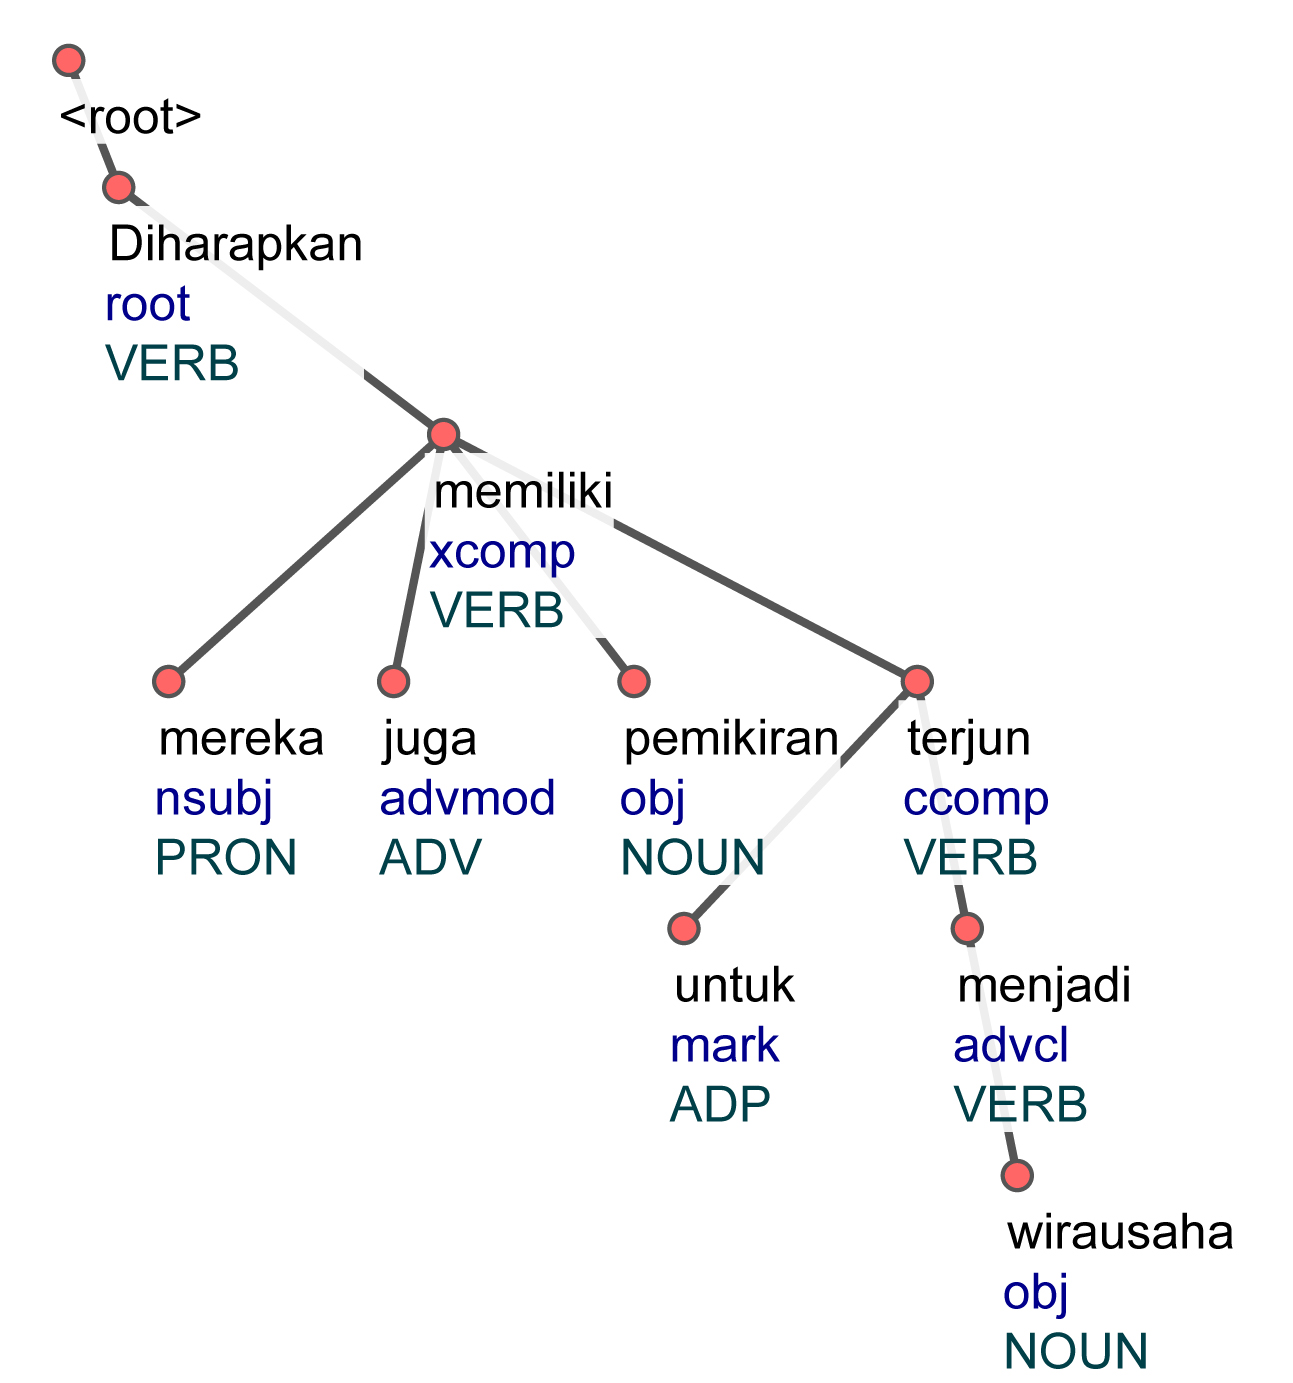 <root>
Diharapkan
root
VERB
memiliki
xcomp
VERB
mereka juga pemikiran terjun
nsubj advmod obj ccomp
PRON ADV NOUN VERB
untuk menjadi
mark advcl
ADP VERB
wirausaha
obj
NOUN